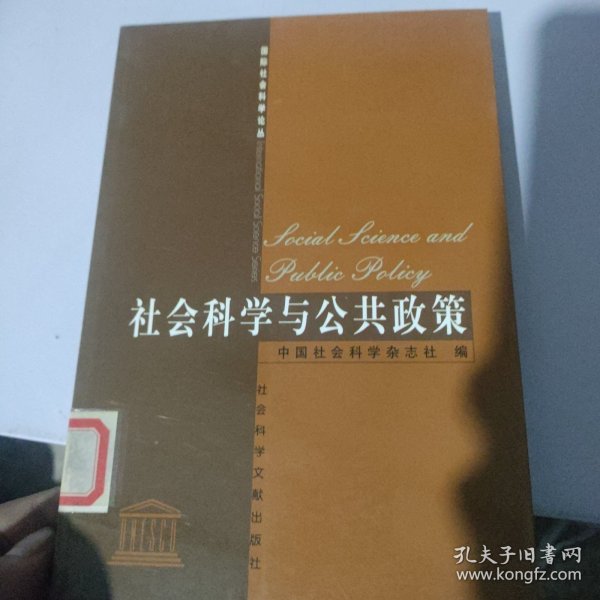 国际社会科学论丛
International Social Science Series
Social Science and
Public Policy
社会科学与公共政策
中国社会科学杂志社 编
社会科学文献出版社
孔夫子旧书网
www.kongfz.com